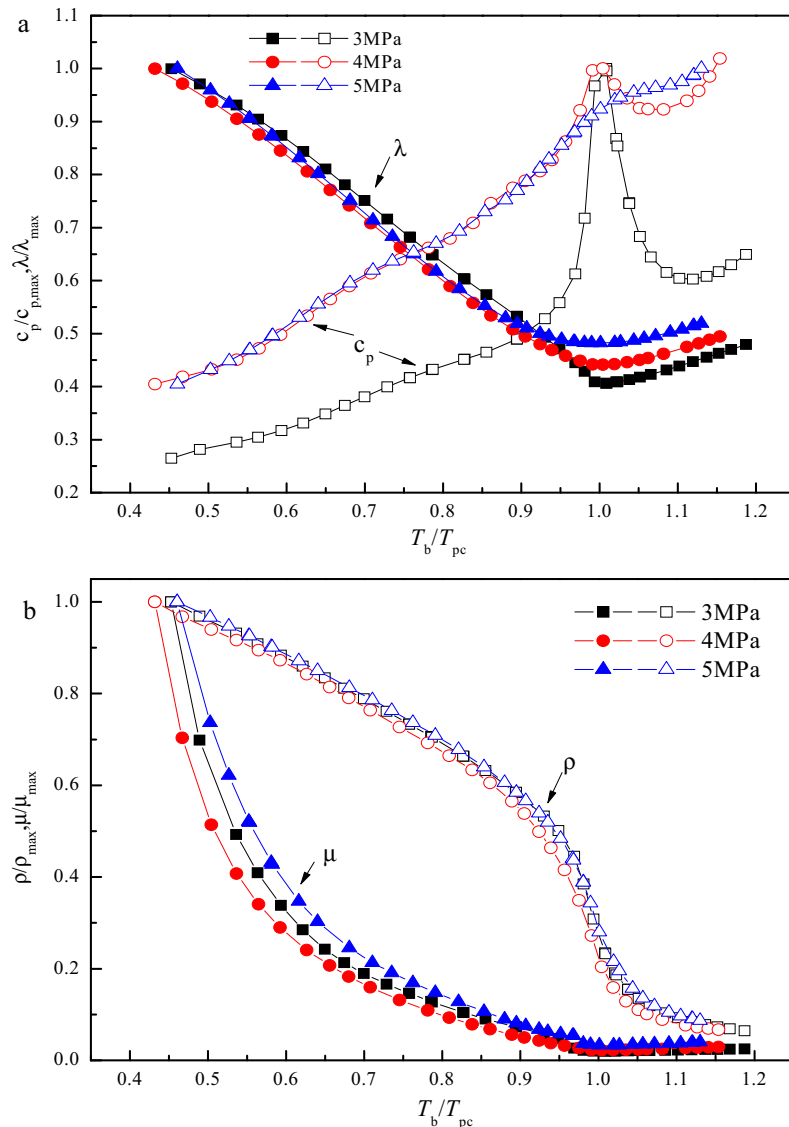 a
3MPa
4MPa
5MPa
λ
c_p
c_p/c_p,max, λ/λ_max
1.0
0.9
0.8
0.7
0.6
0.5
0.4
0.3
0.2
0.4 0.5 0.6 0.7 0.8 0.9 1.0 1.1 1.2
T_b/T_pc
b
3MPa
4MPa
5MPa
ρ
μ
ρ/ρ_max, μ/μ_max
1.0
0.8
0.6
0.4
0.2
0.0
0.4 0.5 0.6 0.7 0.8 0.9 1.0 1.1 1.2
T_b/T_pc